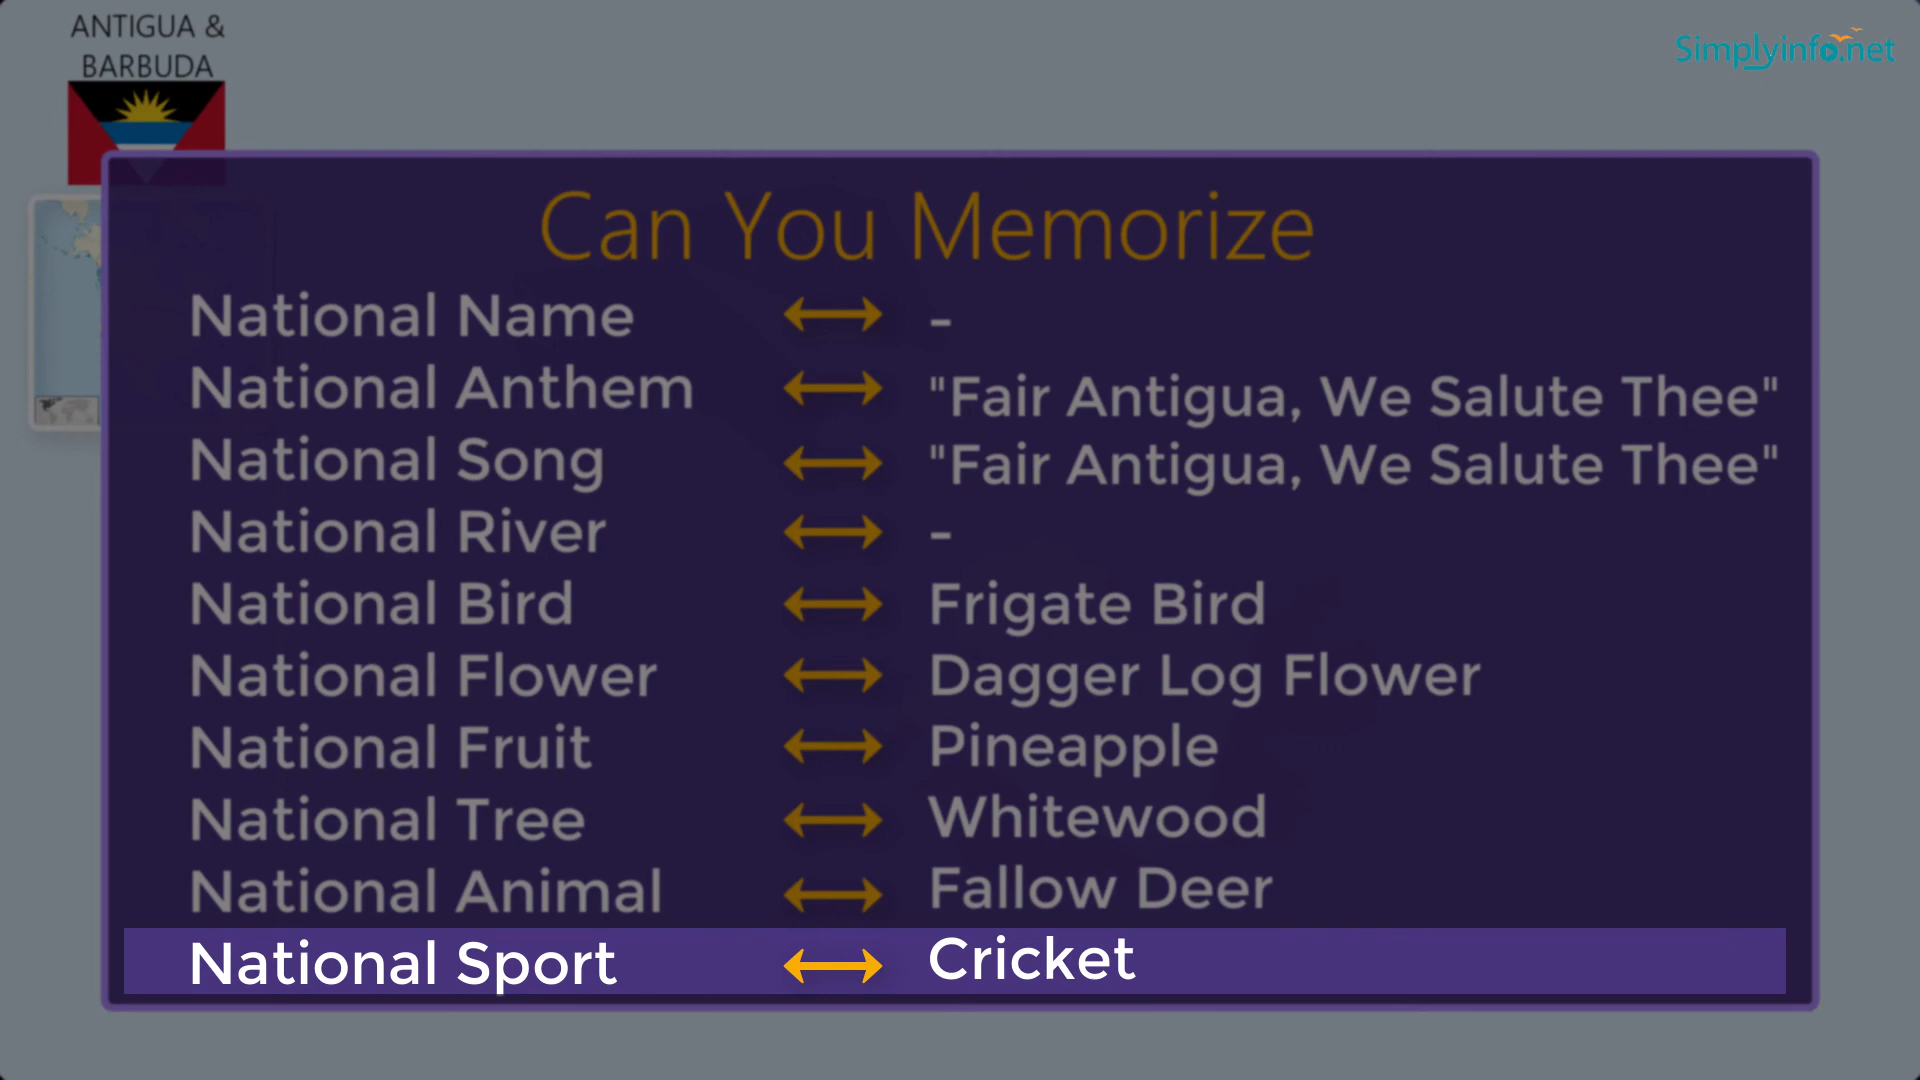 ANTIGUA &
BARBUDA
Simplyinfo.net
Can You Memorize
National Name ↔ -
National Anthem ↔ "Fair Antigua, We Salute Thee"
National Song ↔ "Fair Antigua, We Salute Thee"
National River ↔ -
National Bird ↔ Frigate Bird
National Flower ↔ Dagger Log Flower
National Fruit ↔ Pineapple
National Tree ↔ Whitewood
National Animal ↔ Fallow Deer
National Sport ↔ Cricket